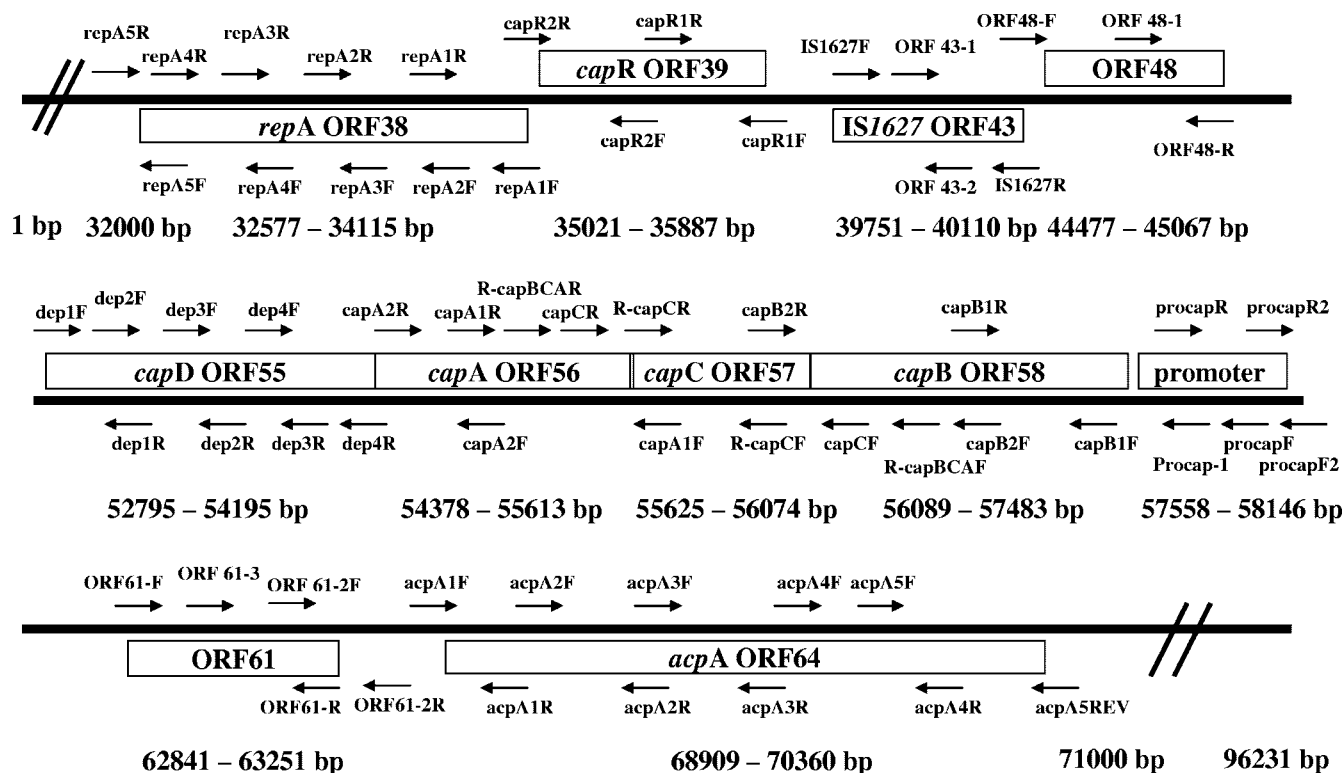 repA5R repA4R repA3R repA2R repA1R capR2R capR1R IS1627F ORF 43-1 ORF48-F ORF 48-1
capR ORF39 ORF48
repA ORF38 IS1627 ORF43
capR2F capR1F ORF48-R
repA5F repA4F repA3F repA2F repA1F ORF 43-2 IS1627R
1 bp 32000 bp 32577 – 34115 bp 35021 – 35887 bp 39751 – 40110 bp 44477 – 45067 bp
dep1F dep2F dep3F dep4F capA2R capA1R R-capBCAR capCR R-capCR capB2R capB1R procapR procapR2
capD ORF55 capA ORF56 capC ORF57 capB ORF58 promoter
dep1R dep2R dep3R dep4R capA2F capA1F R-capCF capCF R-capBCAF capB2F capB1F Procap-1 procapF procapF2
52795 – 54195 bp 54378 – 55613 bp 55625 – 56074 bp 56089 – 57483 bp 57558 – 58146 bp
ORF61-F ORF 61-3 ORF 61-2F acpA1F acpA2F acpA3F acpA4F acpA5F
ORF61 acpA ORF64
ORF61-R ORF61-2R acpA1R acpA2R acpA3R acpA4R acpA5REV
62841 – 63251 bp 68909 – 70360 bp 71000 bp 96231 bp